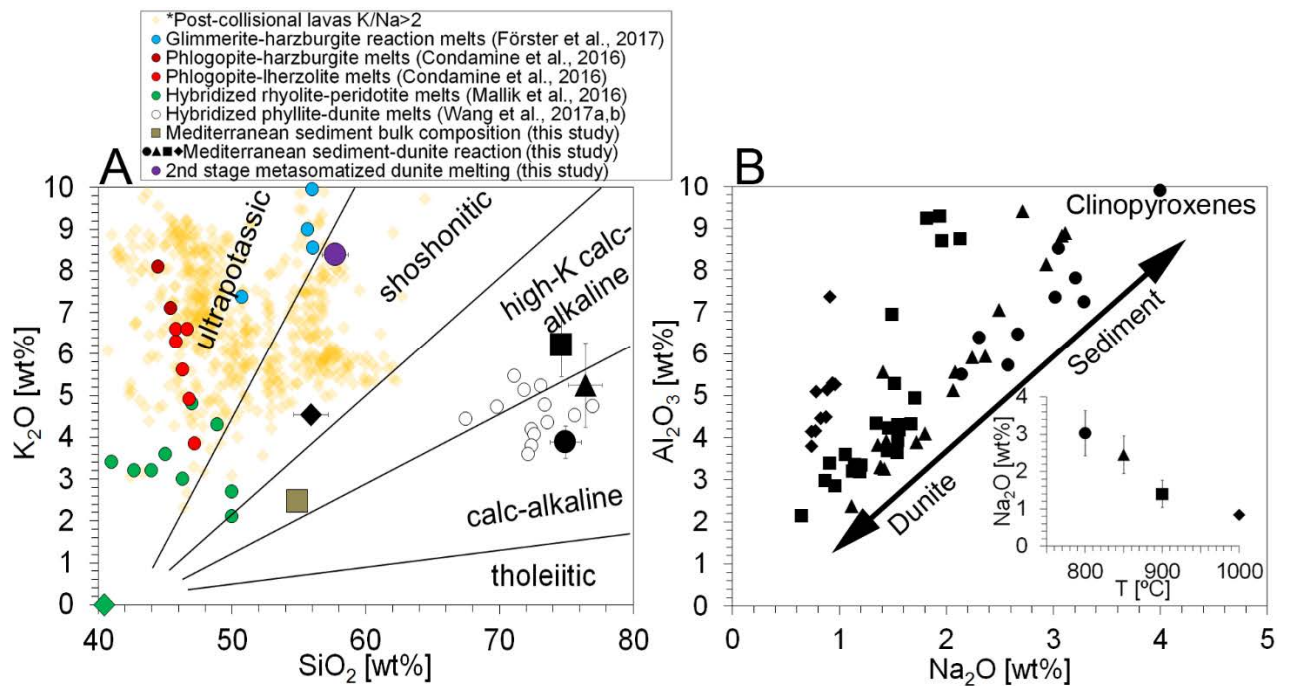 *Post-collisional lavas K/Na>2
Glimmerite-harzburgite reaction melts (Förster et al., 2017)
Phlogopite-harzburgite melts (Condamine et al., 2016)
Phlogopite-lherzolite melts (Condamine et al., 2016)
Hybridized rhyolite-peridotite melts (Mallik et al., 2016)
Hybridized phyllite-dunite melts (Wang et al., 2017a,b)
Mediterranean sediment bulk composition (this study)
Mediterranean sediment-dunite reaction (this study)
2nd stage metasomatized dunite melting (this study)
A
10
9
8
7
6
5
4
3
2
1
0
K2O [wt%]
40
50
60
70
80
SiO2 [wt%]
ultrapotassic
shoshonitic
high-K calc-
alkaline
calc-alkaline
tholeiitic
B
10
9
8
7
6
5
4
3
2
1
0
Al2O3 [wt%]
0
1
2
3
4
5
Na2O [wt%]
Clinopyroxenes
Sediment
Dunite
Na2O [wt%]
4
3
2
1
0
800
900
1000
T [ºC]